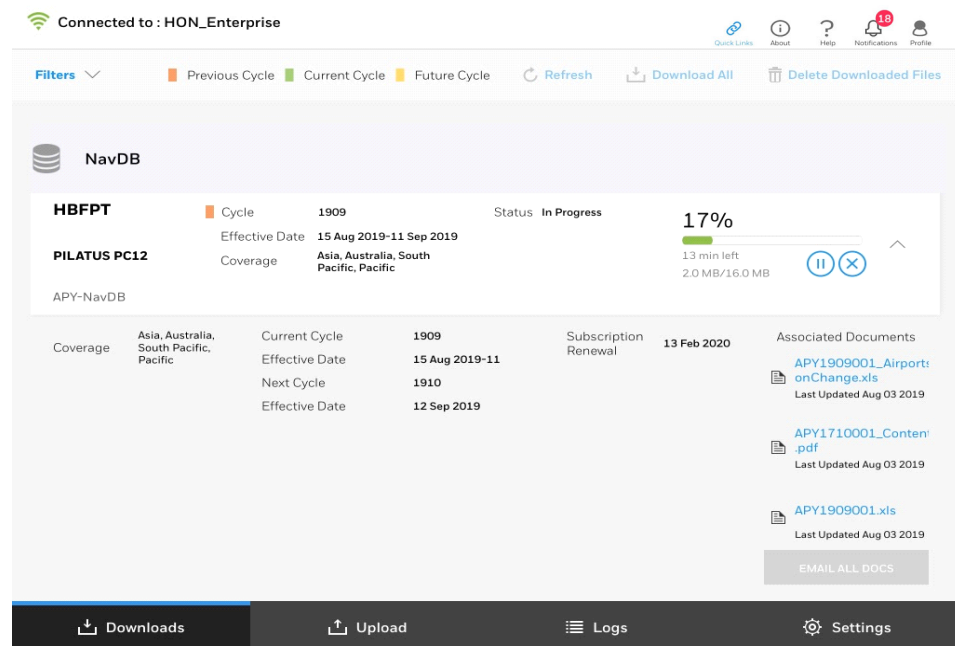 Connected to : HON_Enterprise
18
Quick Links
About
Help
Notifications
Profile
Filters
Previous Cycle
Current Cycle
Future Cycle
Refresh
Download All
Delete Downloaded Files
NavDB
HBFPT
PILATUS PC12
APY-NavDB
Cycle 1909
Effective Date 15 Aug 2019-11 Sep 2019
Coverage Asia, Australia, South
Pacific, Pacific
Status In Progress
17%
13 min left
2.0 MB/16.0 MB
Coverage
Asia, Australia,
South Pacific,
Pacific
Current Cycle 1909
Effective Date 15 Aug 2019-11
Next Cycle 1910
Effective Date 12 Sep 2019
Subscription
Renewal
13 Feb 2020
Associated Documents
APY1909001_Airports
onChange.xls
Last Updated Aug 03 2019
APY1710001_Content
.pdf
Last Updated Aug 03 2019
APY1909001.xls
Last Updated Aug 03 2019
EMAIL ALL DOCS
Downloads
Upload
Logs
Settings